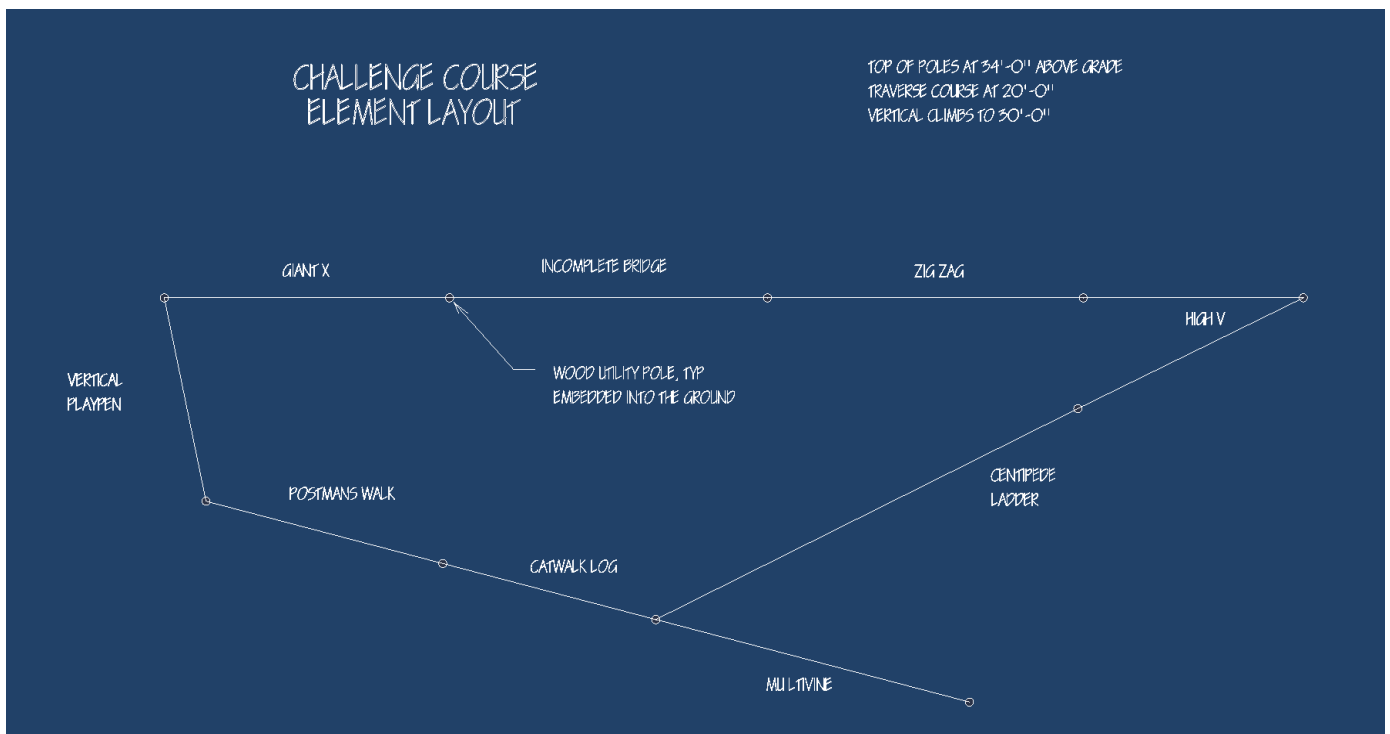 CHALLENGE COURSE
ELEMENT LAYOUT
TOP OF POLES AT 34'-0" ABOVE GRADE
TRAVERSE COURSE AT 20'-0"
VERTICAL CLIMBS TO 30'-0"
GIANT X
INCOMPLETE BRIDGE
ZIG ZAG
HIGH V
VERTICAL
PLAYPEN
WOOD UTILITY POLE, TYP
EMBEDDED INTO THE GROUND
POSTMANS WALK
CENTIPEDE
LADDER
CATWALK LOG
MULTIVINE